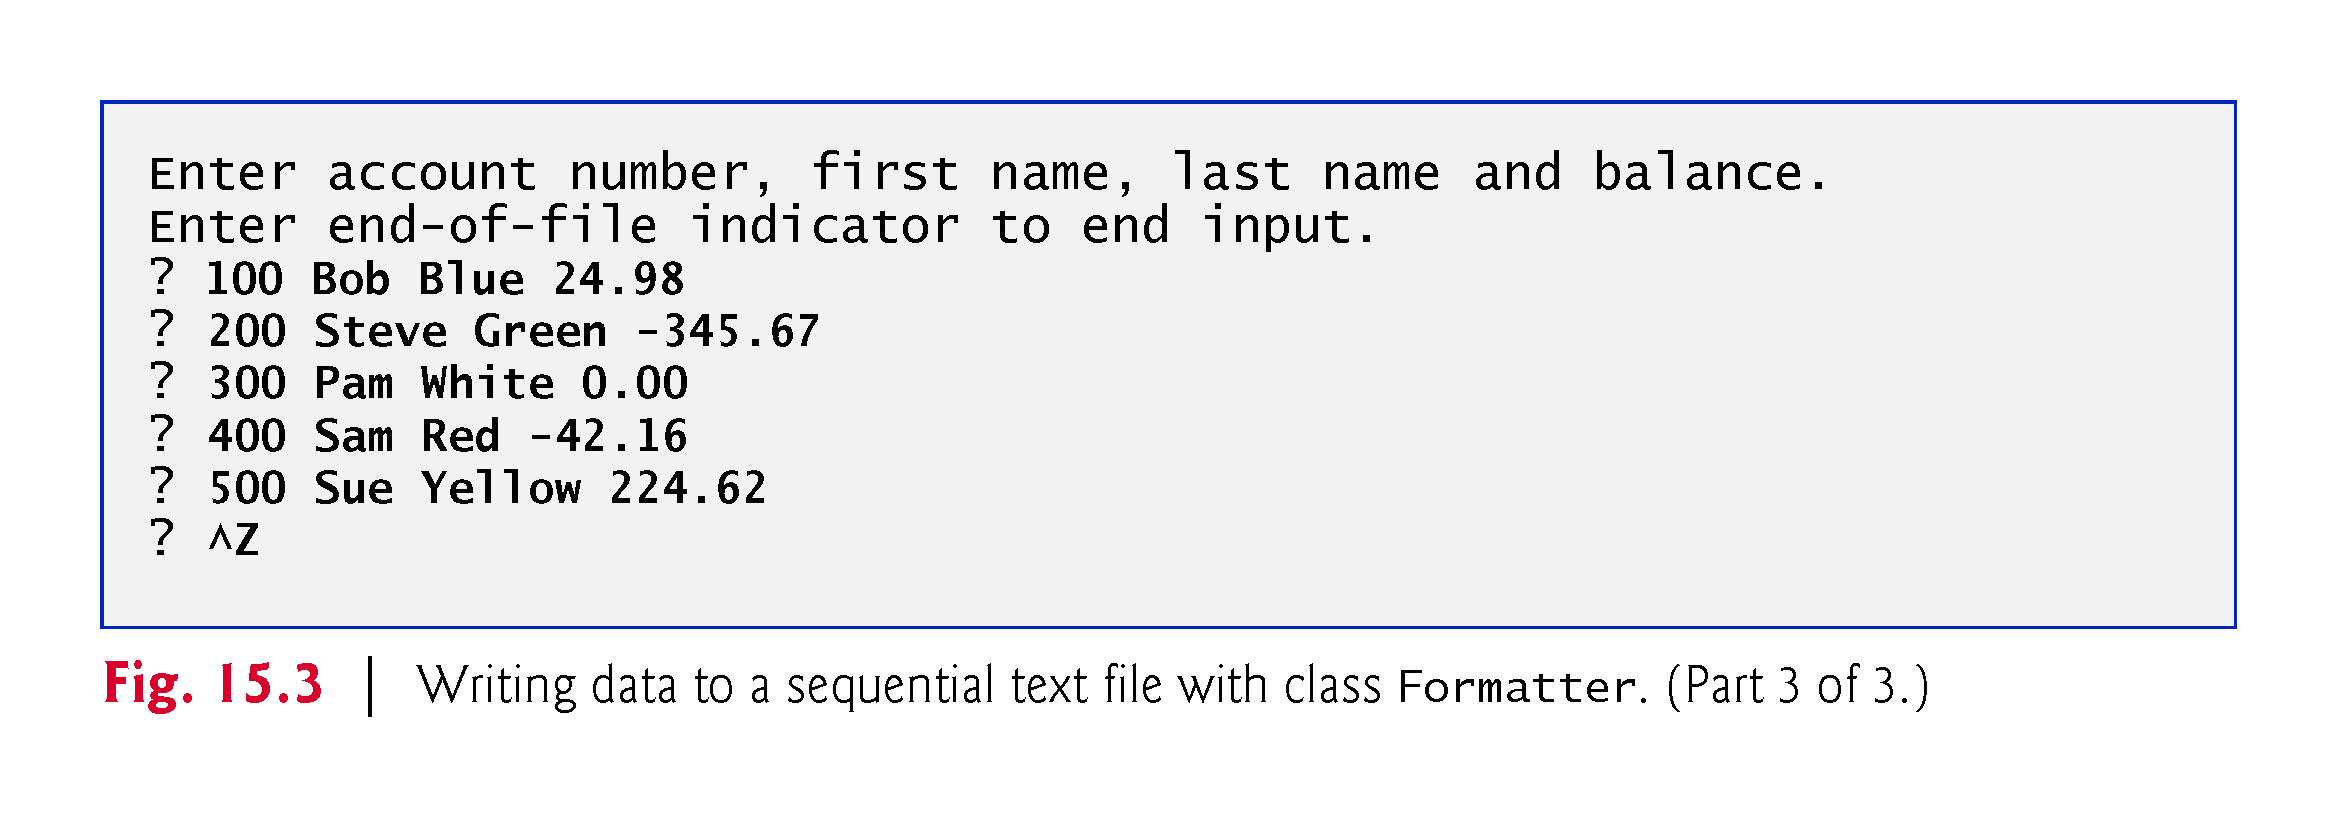 Enter account number, first name, last name and balance.
Enter end-of-file indicator to end input.
? 100 Bob Blue 24.98
? 200 Steve Green -345.67
? 300 Pam White 0.00
? 400 Sam Red -42.16
? 500 Sue Yellow 224.62
? ^Z
Fig. 15.3 | Writing data to a sequential text file with class Formatter. (Part 3 of 3.)